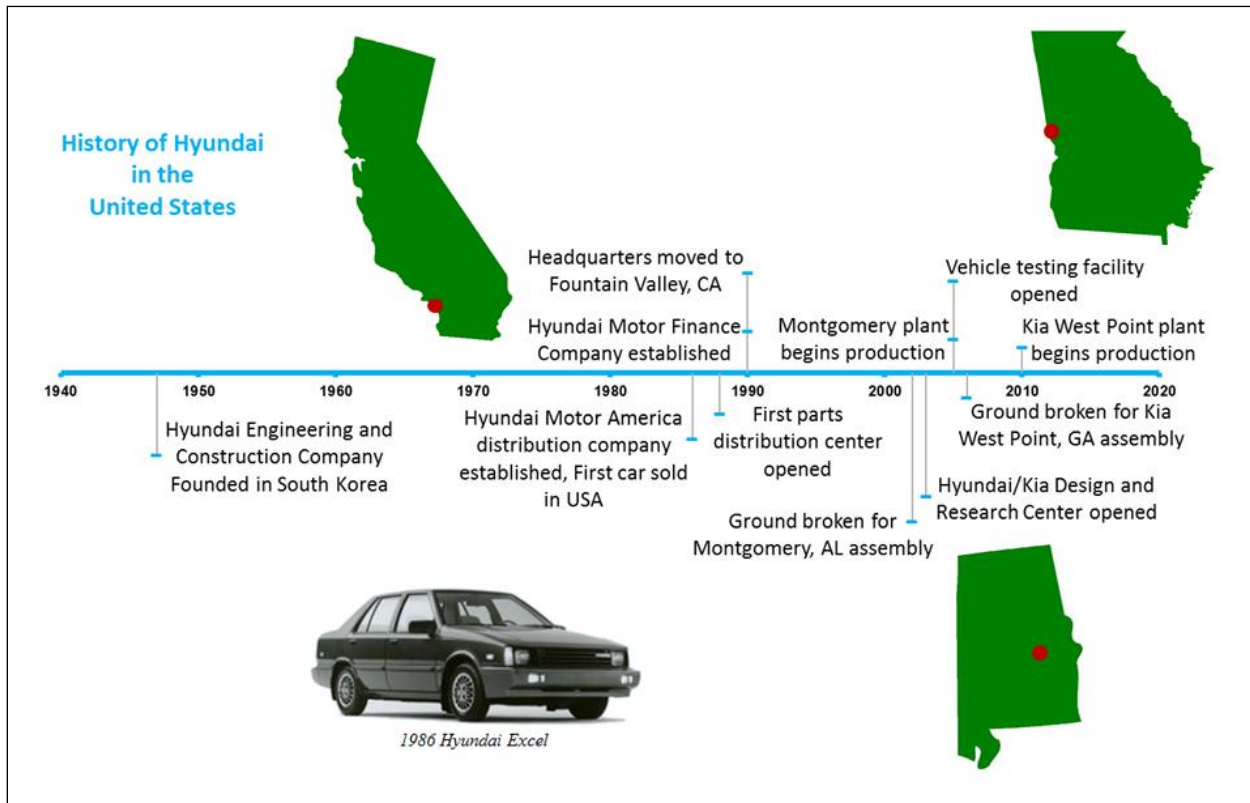 History of Hyundai
in the
United States
Headquarters moved to
Fountain Valley, CA
Hyundai Motor Finance
Company established
Vehicle testing facility
opened
Montgomery plant
begins production
Kia West Point plant
begins production
1940 1950 1960 1970 1980 1990 2000 2010 2020
Hyundai Engineering and
Construction Company
Founded in South Korea
Hyundai Motor America
distribution company
established, First car sold
in USA
First parts
distribution center
opened
Ground broken for Kia
West Point, GA assembly
Hyundai/Kia Design and
Research Center opened
Ground broken for
Montgomery, AL assembly
1986 Hyundai Excel